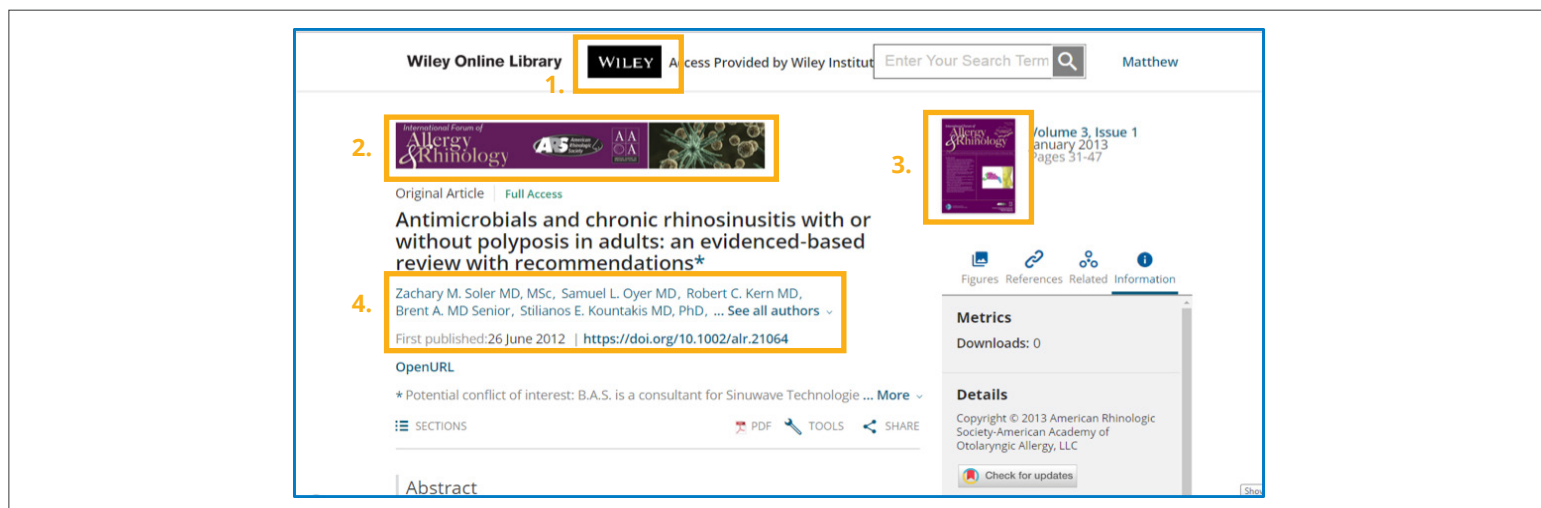 Wiley Online Library
WILEY
Access Provided by Wiley Institut
Enter Your Search Term
Matthew
1.
2.
International Forum of
Allergy
&Rhinology
ARS American Rhinologic Society
AAOA
3.
Allergy
&Rhinology
Volume 3, Issue 1
January 2013
Pages 31-47
Original Article | Full Access
Antimicrobials and chronic rhinosinusitis with or
without polyposis in adults: an evidenced-based
review with recommendations*
4.
Zachary M. Soler MD, MSc, Samuel L. Oyer MD, Robert C. Kern MD,
Brent A. MD Senior, Stilianos E. Kountakis MD, PhD, ... See all authors
First published:26 June 2012 | https://doi.org/10.1002/alr.21064
OpenURL
* Potential conflict of interest: B.A.S. is a consultant for Sinuwave Technologie ... More
SECTIONS
PDF TOOLS SHARE
Abstract
Figures References Related Information
Metrics
Downloads: 0
Details
Copyright © 2013 American Rhinologic
Society-American Academy of
Otolaryngic Allergy, LLC
Check for updates
Sho